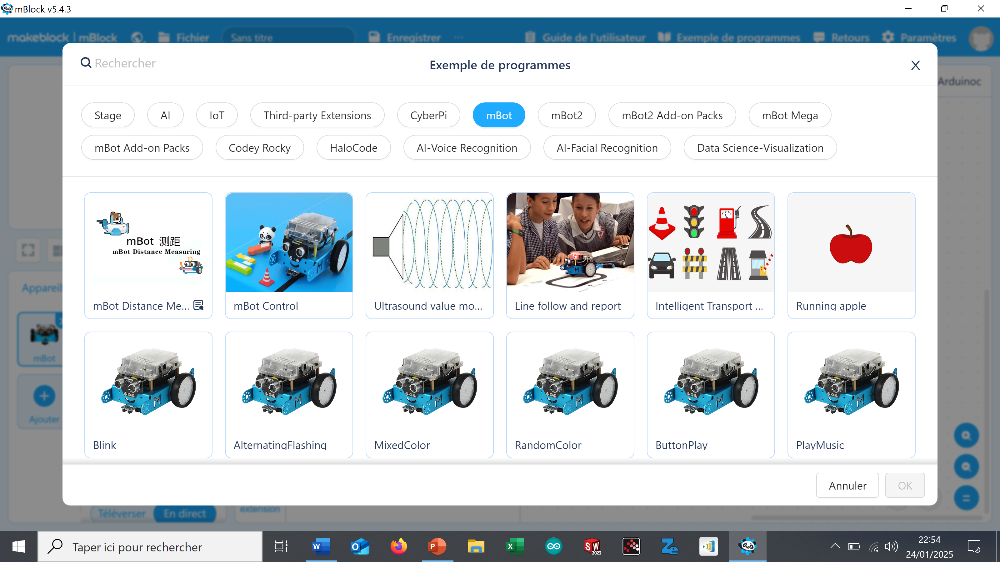 mBlock v5.4.3
makeblock | mBlock
Fichier
Sans titre
Enregistrer
...
Guide de l'utilisateur
Exemple de programmes
Retours
Paramètres
Rechercher
Exemple de programmes
X
Arduinoc
Stage
AI
IoT
Third-party Extensions
CyberPi
mBot
mBot2
mBot2 Add-on Packs
mBot Mega
mBot Add-on Packs
Codey Rocky
HaloCode
AI-Voice Recognition
AI-Facial Recognition
Data Science-Visualization
mBot 测距
mBot Distance Measuring
mBot Distance Me...
mBot Control
Ultrasound value mo...
Line follow and report
Intelligent Transport ...
Running apple
Appareil
mBot
Ajouter
Blink
AlternatingFlashing
MixedColor
RandomColor
ButtonPlay
PlayMusic
Annuler
OK
Téléverser
En direct
extension
Taper ici pour rechercher
SW
2023
22:54
24/01/2025